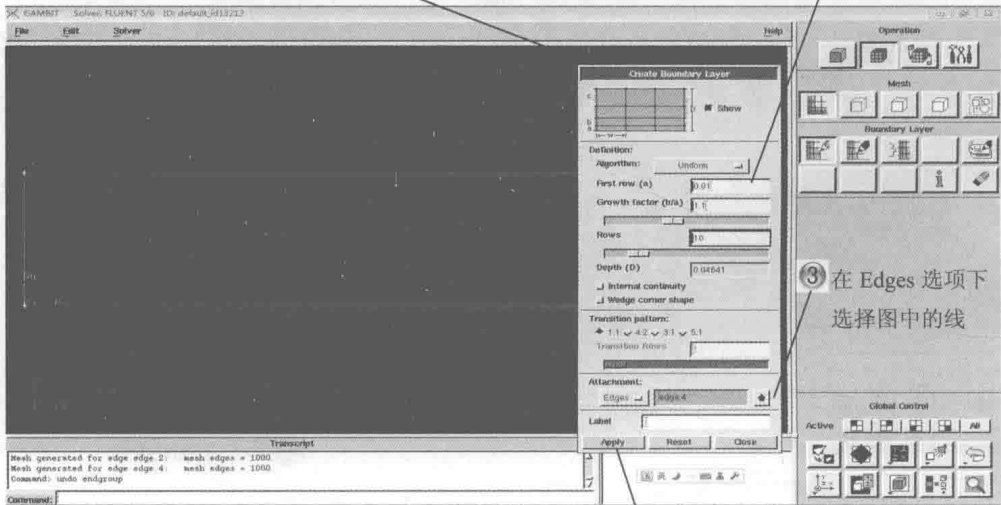 GAMBIT Solver: FLUENT 5/6 ID: default_id13212
File Edit Solver Help
Operation
Mesh
Boundary Layer
Create Boundary Layer
Show
Definition:
Algorithm: Uniform
First row (a) 0.01
Growth factor (b/a) 1.1
Rows 10
Depth (D)
Internal continuity
Wedge corner shape
Transition pattern:
1:1 4:2 3:1 5:1
Transition Rows
Attachment:
Edges edge.4
Label
Apply Reset Close
③ 在 Edges 选项下
选择图中的线
Global Control
Active All
Transcript
Mesh generated for edge edge.2: mesh edges = 1000
Mesh generated for edge edge.4: mesh edges = 1000
Command: undo endgroup
Command: